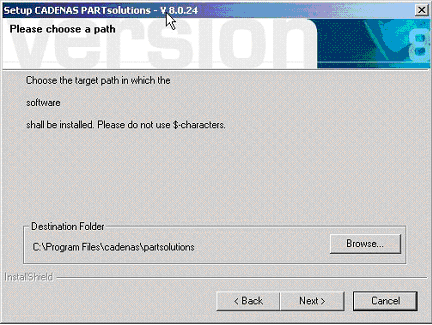 Setup CADENAS PARTsolutions - V 8.0.24
version 8
Please choose a path
Choose the target path in which the
software
shall be installed. Please do not use $-characters.
Destination Folder
C:\Program Files\cadenas\partsolutions
Browse...
InstallShield
< Back
Next >
Cancel